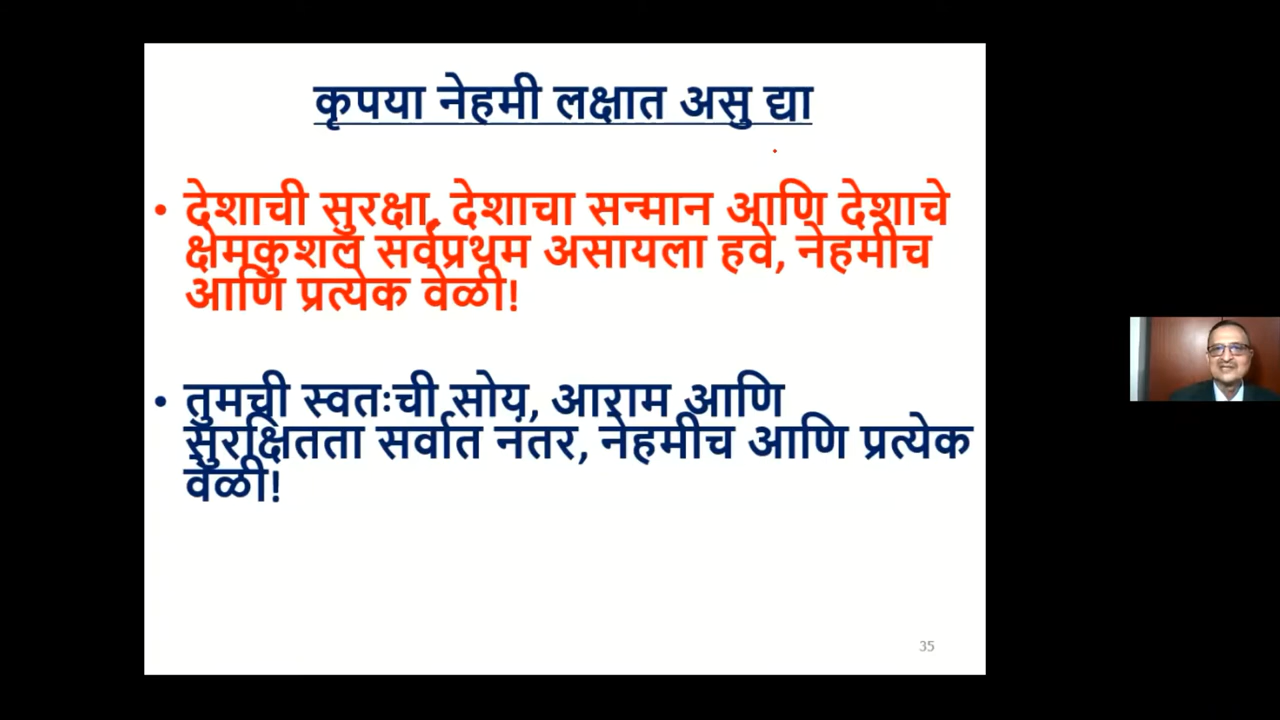 कृपया नेहमी लक्षात असु द्या
• देशाची सुरक्षा, देशाचा सन्मान आणि देशाचे
क्षेमकुशल सर्वप्रथम असायला हवे, नेहमीच
आणि प्रत्येक वेळी!
• तुमची स्वतःची सोय, आराम आणि
सुरक्षितता सर्वात नंतर, नेहमीच आणि प्रत्येक
वेळी!
35